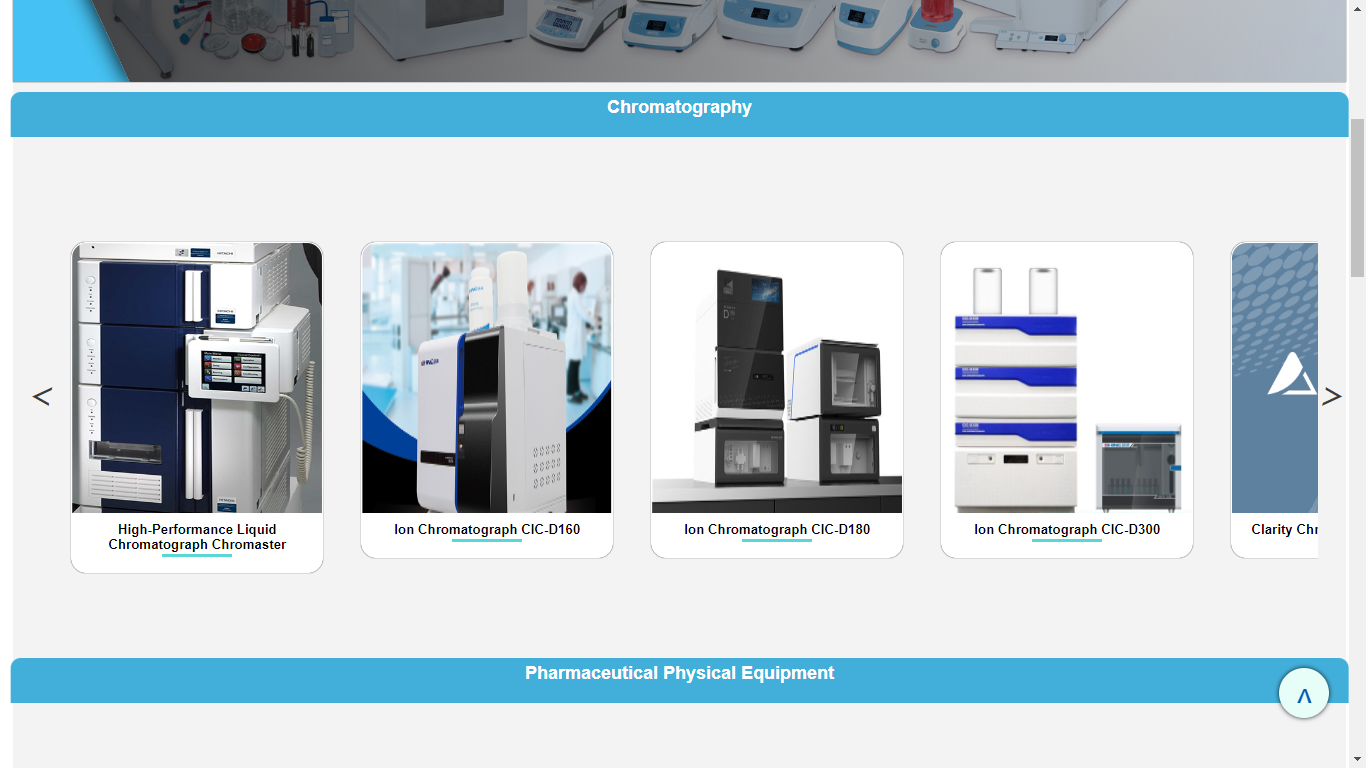 Chromatography
HITACHI
<
>
High-Performance Liquid
Chromatograph Chromaster
Ion Chromatograph CIC-D160
Ion Chromatograph CIC-D180
Ion Chromatograph CIC-D300
Clarity Chr
Pharmaceutical Physical Equipment